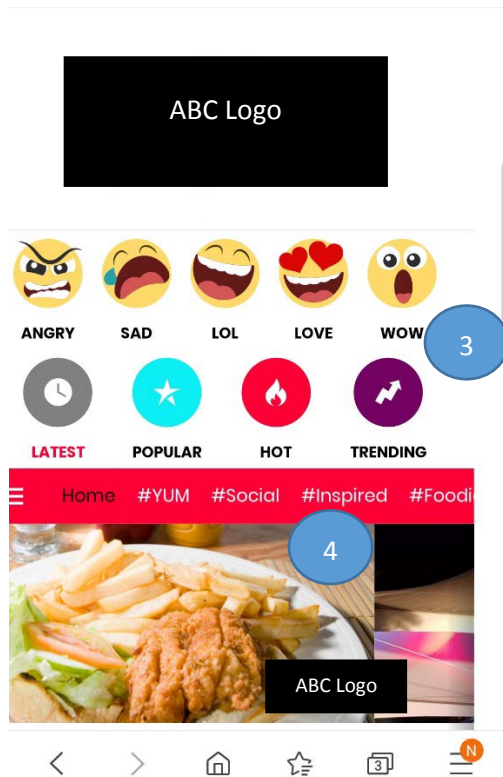 ABC Logo
ANGRY SAD LOL LOVE WOW
3
LATEST POPULAR HOT TRENDING
Home #YUM #Social #Inspired #Foodi
4
ABC Logo
3
N